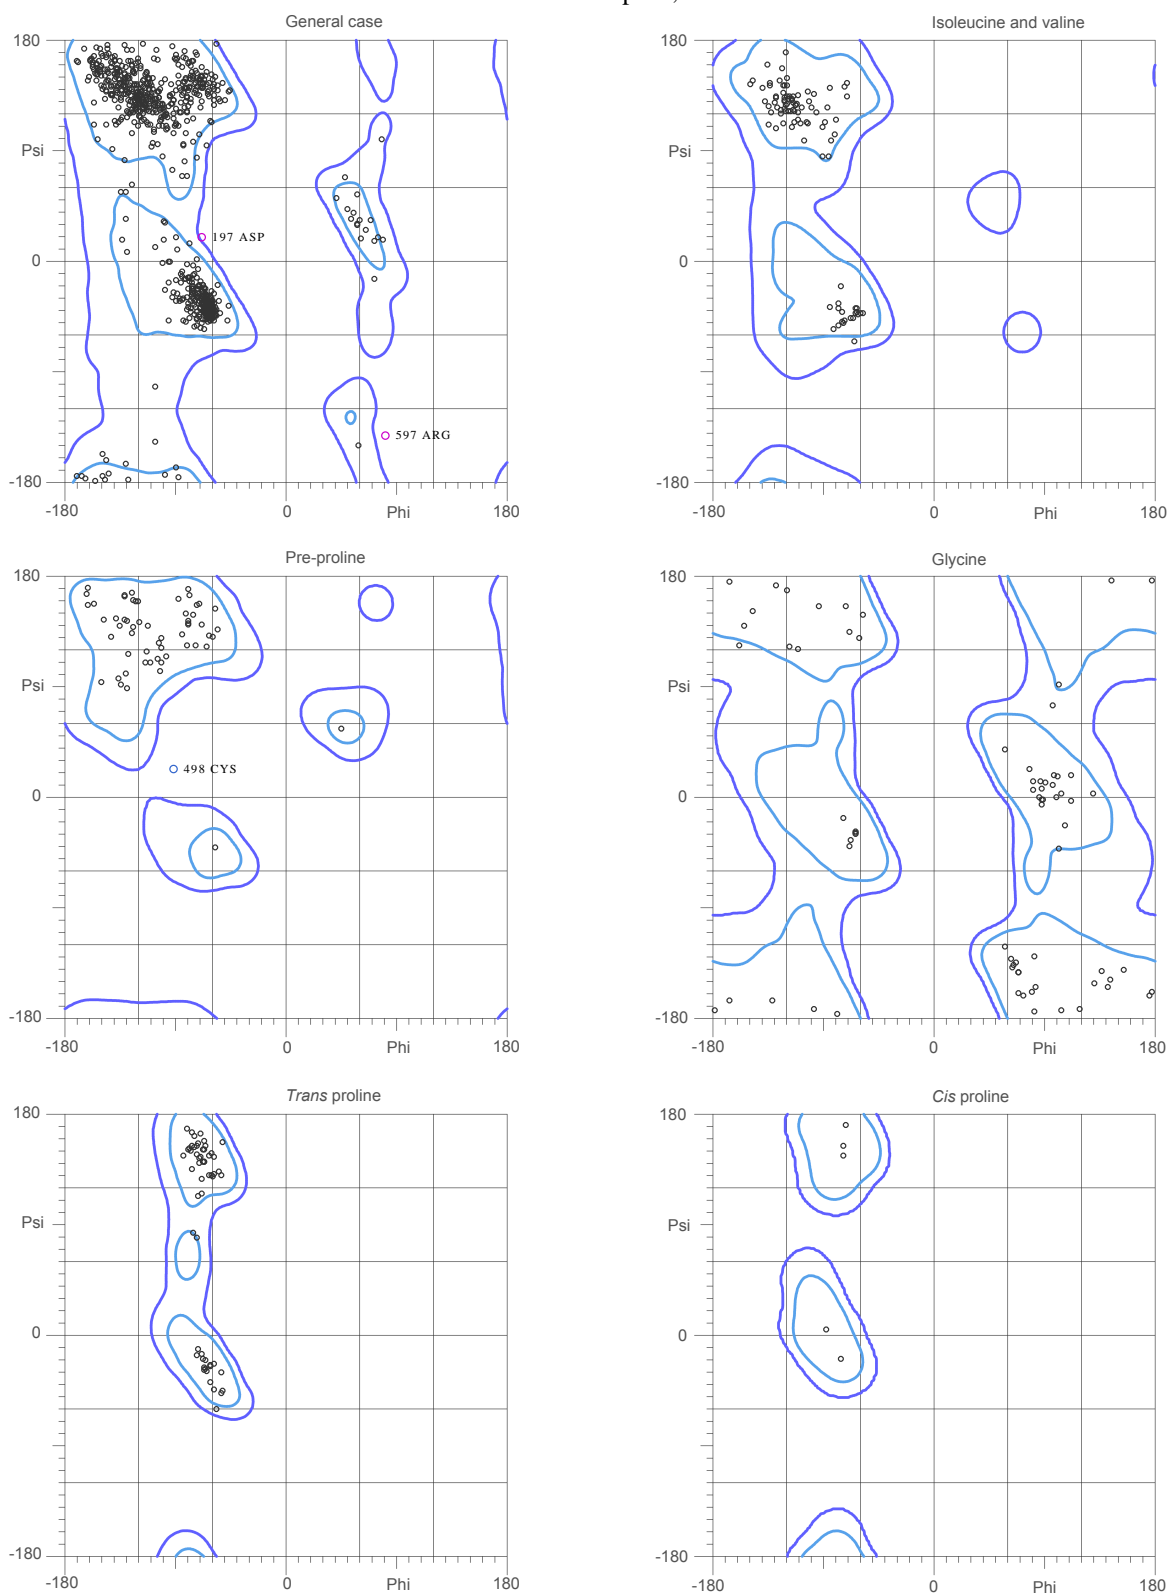 General case
Isoleucine and valine
180
Psi
0
-180
-180
0
Phi
180
197 ASP
597 ARG
180
Psi
0
-180
-180
0
Phi
180
Pre-proline
Glycine
180
Psi
0
-180
-180
0
Phi
180
498 CYS
180
Psi
0
-180
-180
0
Phi
180
Trans proline
Cis proline
180
Psi
0
-180
-180
0
Phi
180
180
Psi
0
-180
-180
0
Phi
180